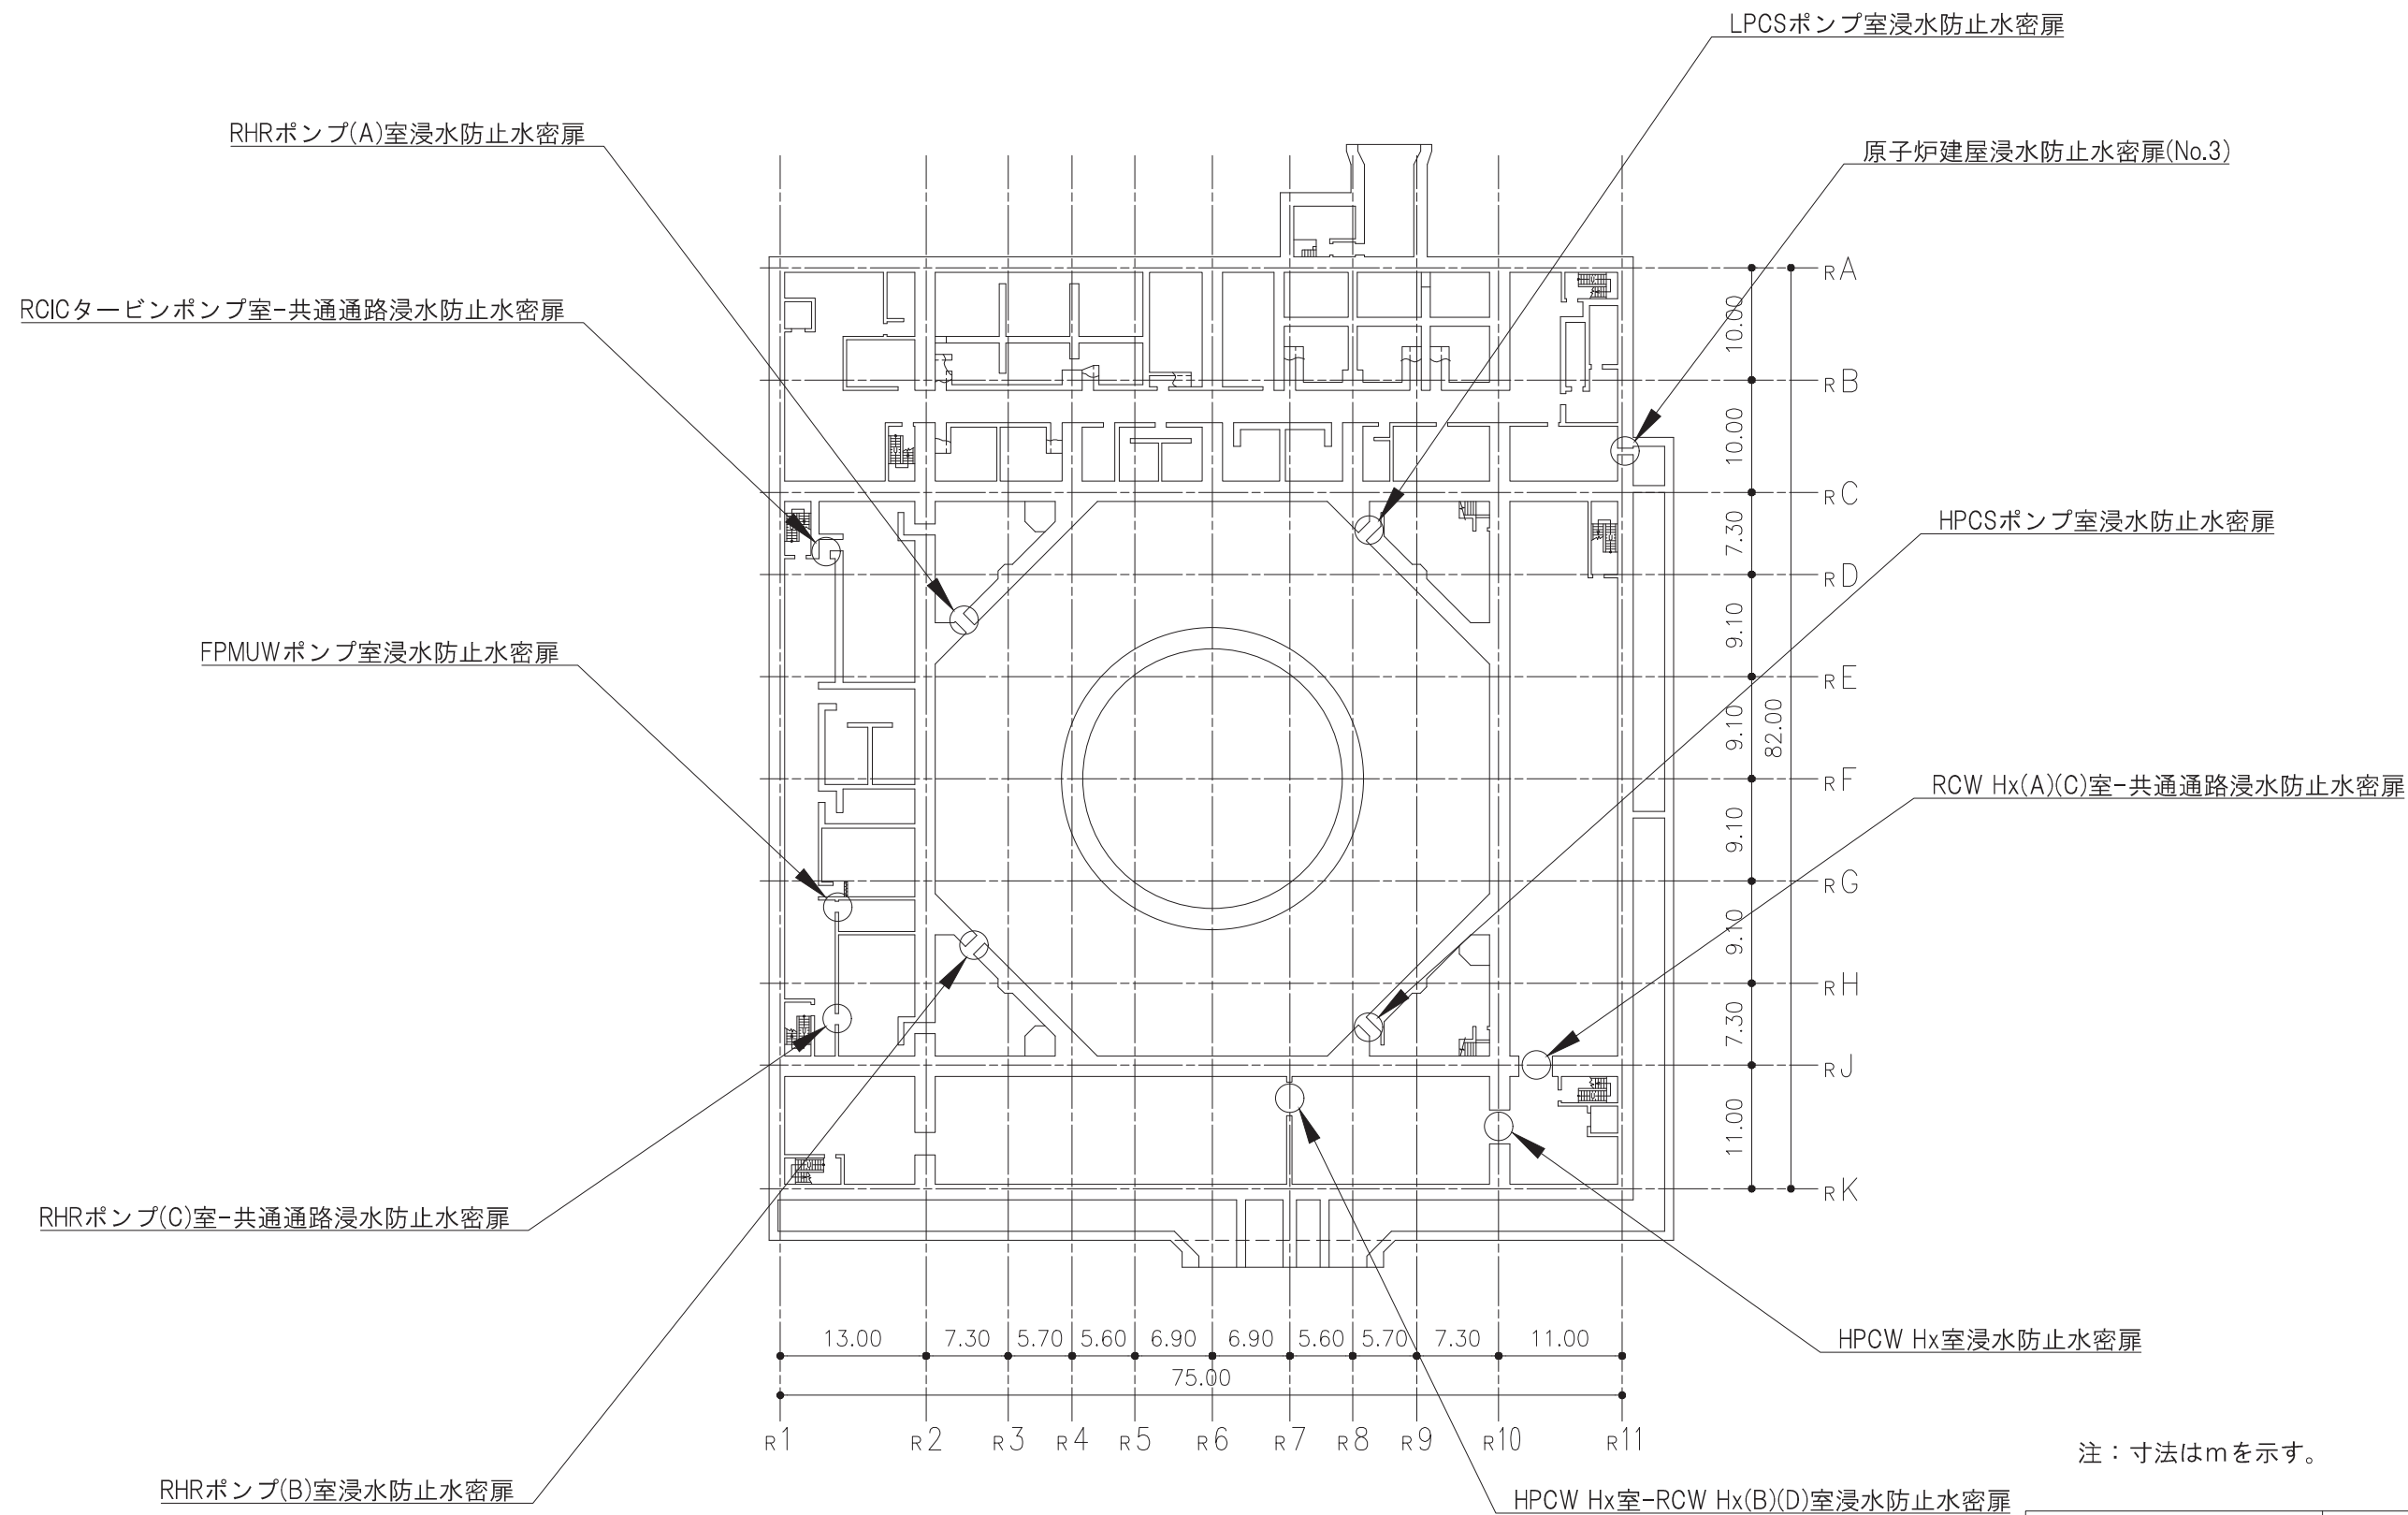 LPCSポンプ室浸水防止水密扉
RHRポンプ(A)室浸水防止水密扉
原子炉建屋浸水防止水密扉(No.3)
RCICタービンポンプ室-共通通路浸水防止水密扉
HPCSポンプ室浸水防止水密扉
FPMUWポンプ室浸水防止水密扉
RCW Hx(A)(C)室-共通通路浸水防止水密扉
RHRポンプ(C)室-共通通路浸水防止水密扉
HPCW Hx室浸水防止水密扉
RHRポンプ(B)室浸水防止水密扉
HPCW Hx室-RCW Hx(B)(D)室浸水防止水密扉
RA
RB
RC
RD
RE
RF
RG
RH
RJ
RK
10.00
10.00
7.30
9.10
9.10
9.10
9.10
7.30
11.00
82.00
13.00 7.30 5.70 5.60 6.90 6.90 5.60 5.70 7.30 11.00
75.00
R1 R2 R3 R4 R5 R6 R7 R8 R9 R10 R11
注：寸法はmを示す。